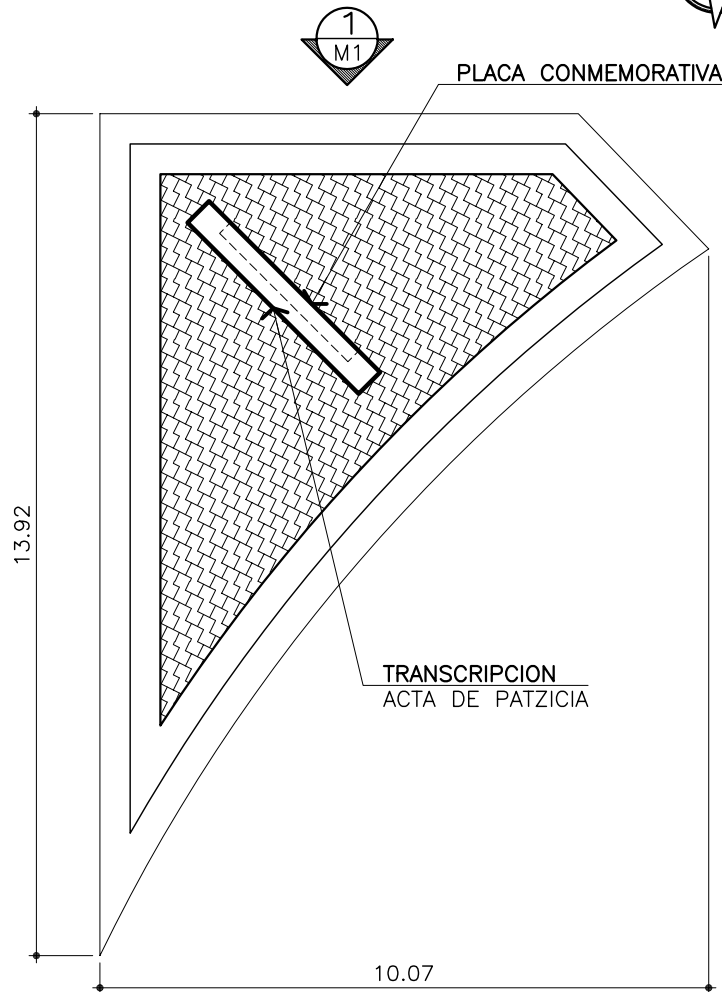 1
M1
PLACA CONMEMORATIVA
13.92
TRANSCRIPCION
ACTA DE PATZICIA
10.07